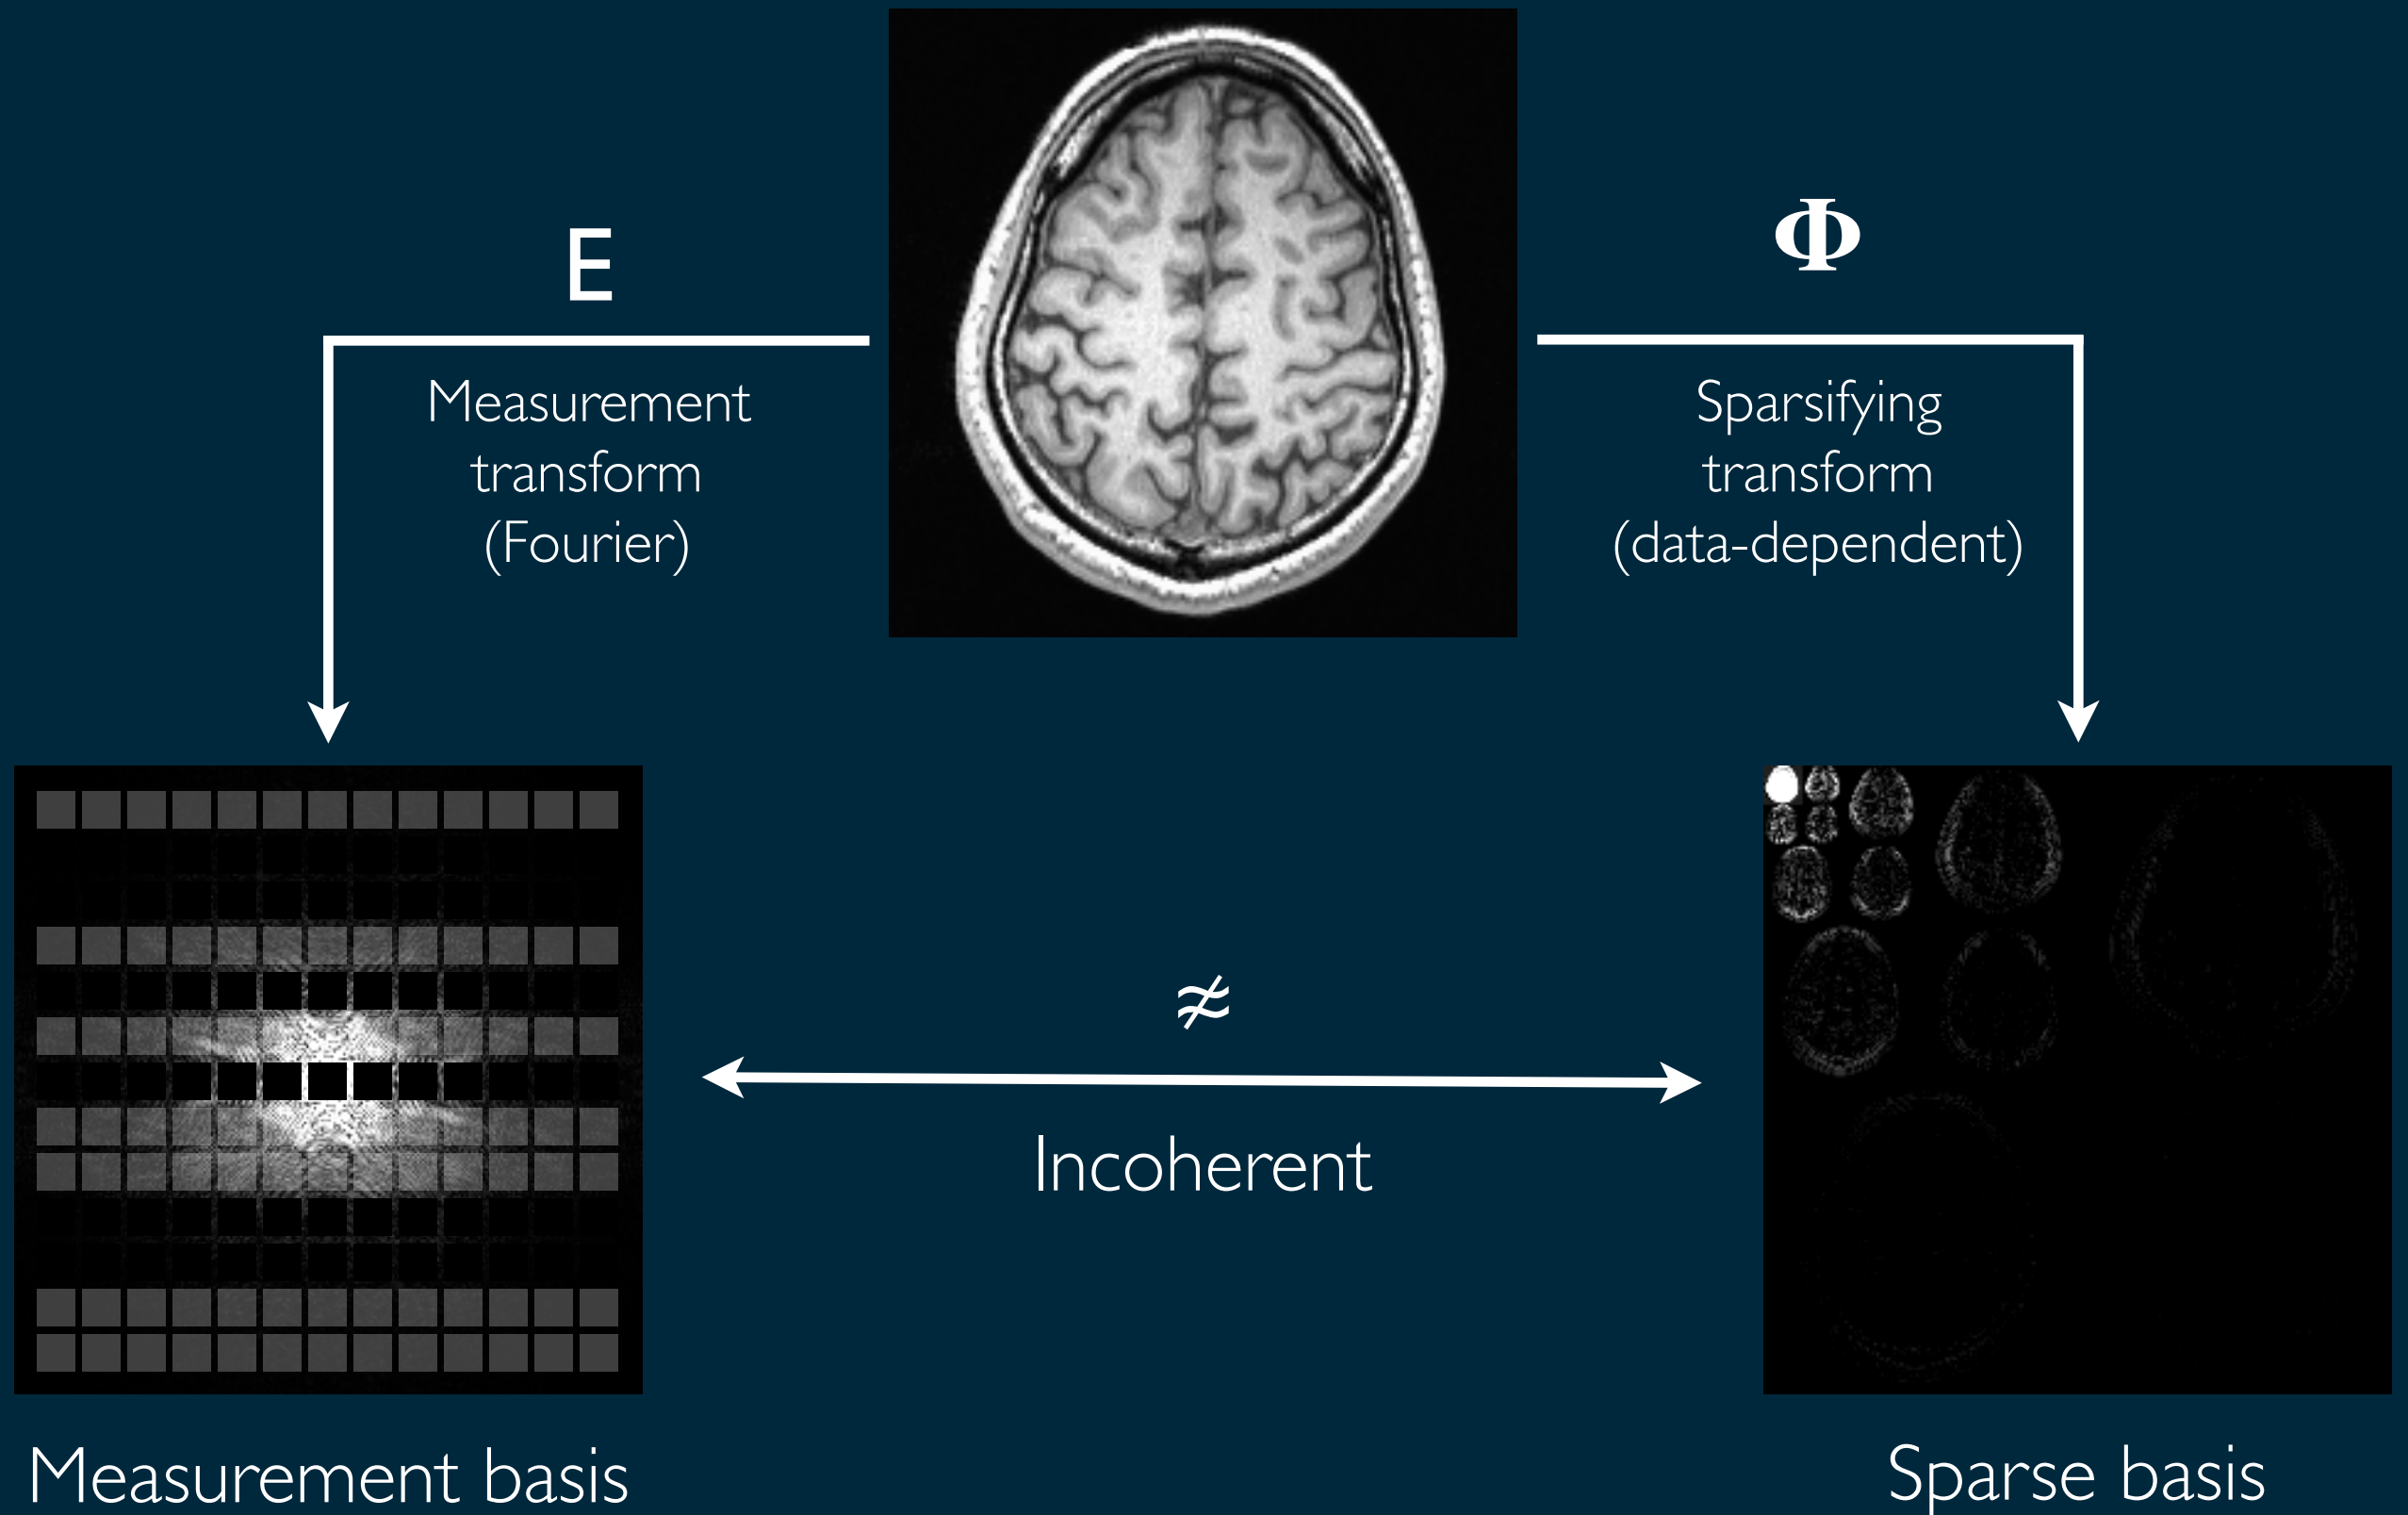 E
Measurement
transform
(Fourier)
Φ
Sparsifying
transform
(data-dependent)
≉
Incoherent
Measurement basis
Sparse basis